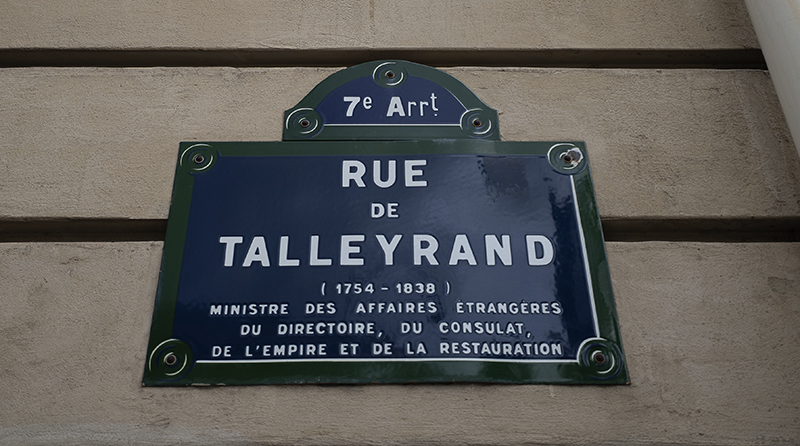 7e Arrt
RUE
DE
TALLEYRAND
( 1754 - 1838 )
MINISTRE DES AFFAIRES ÉTRANGÉRES
DU DIRECTOIRE, DU CONSULAT,
DE L'EMPIRE ET DE LA RESTAURATION